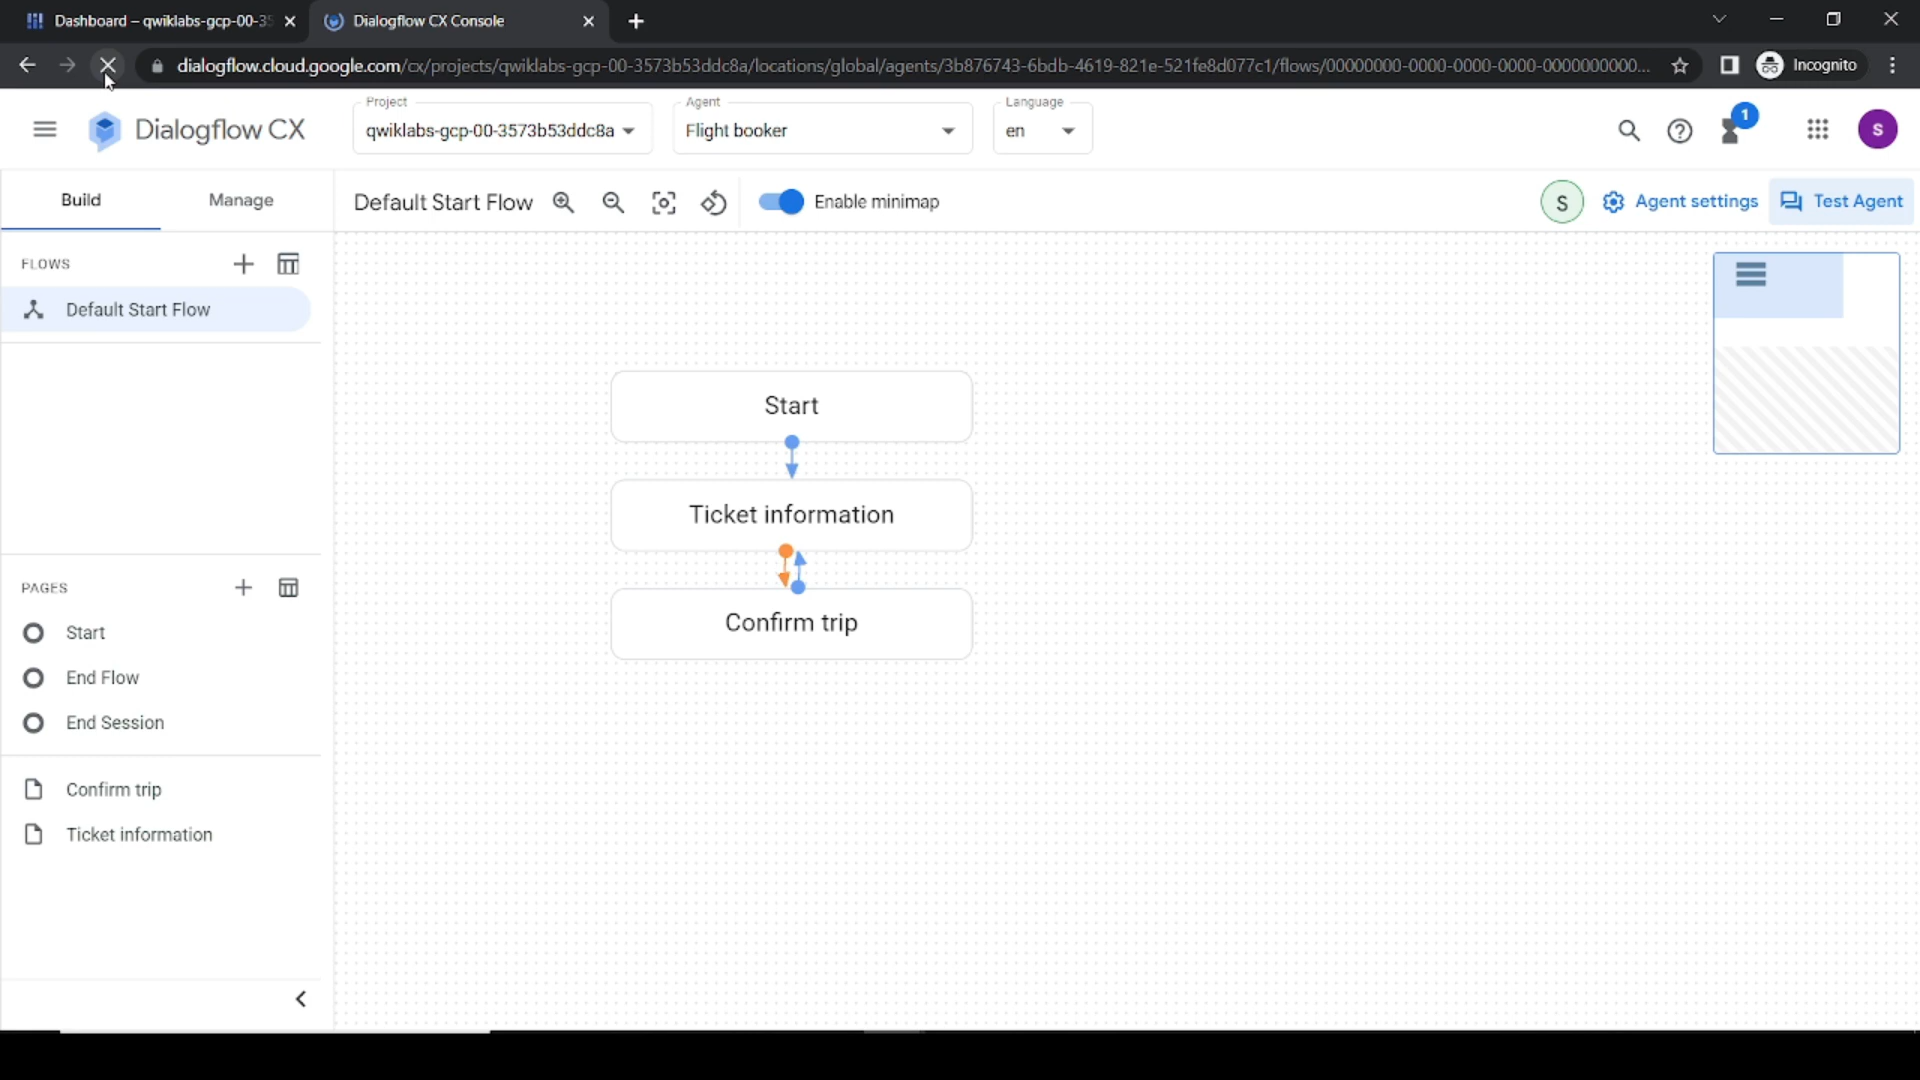 Dashboard – qwiklabs-gcp-00-35
Dialogflow CX Console
dialogflow.cloud.google.com/cx/projects/qwiklabs-gcp-00-3573b53ddc8a/locations/global/agents/3b876743-6bdb-4619-821e-521fe8d077c1/flows/00000000-0000-0000-0000-0000000000...
Incognito
Dialogflow CX
Project
qwiklabs-gcp-00-3573b53ddc8a
Agent
Flight booker
Language
en
1
S
Build
Manage
Default Start Flow
Enable minimap
S
Agent settings
Test Agent
FLOWS
Default Start Flow
Start
Ticket information
Confirm trip
PAGES
Start
End Flow
End Session
Confirm trip
Ticket information